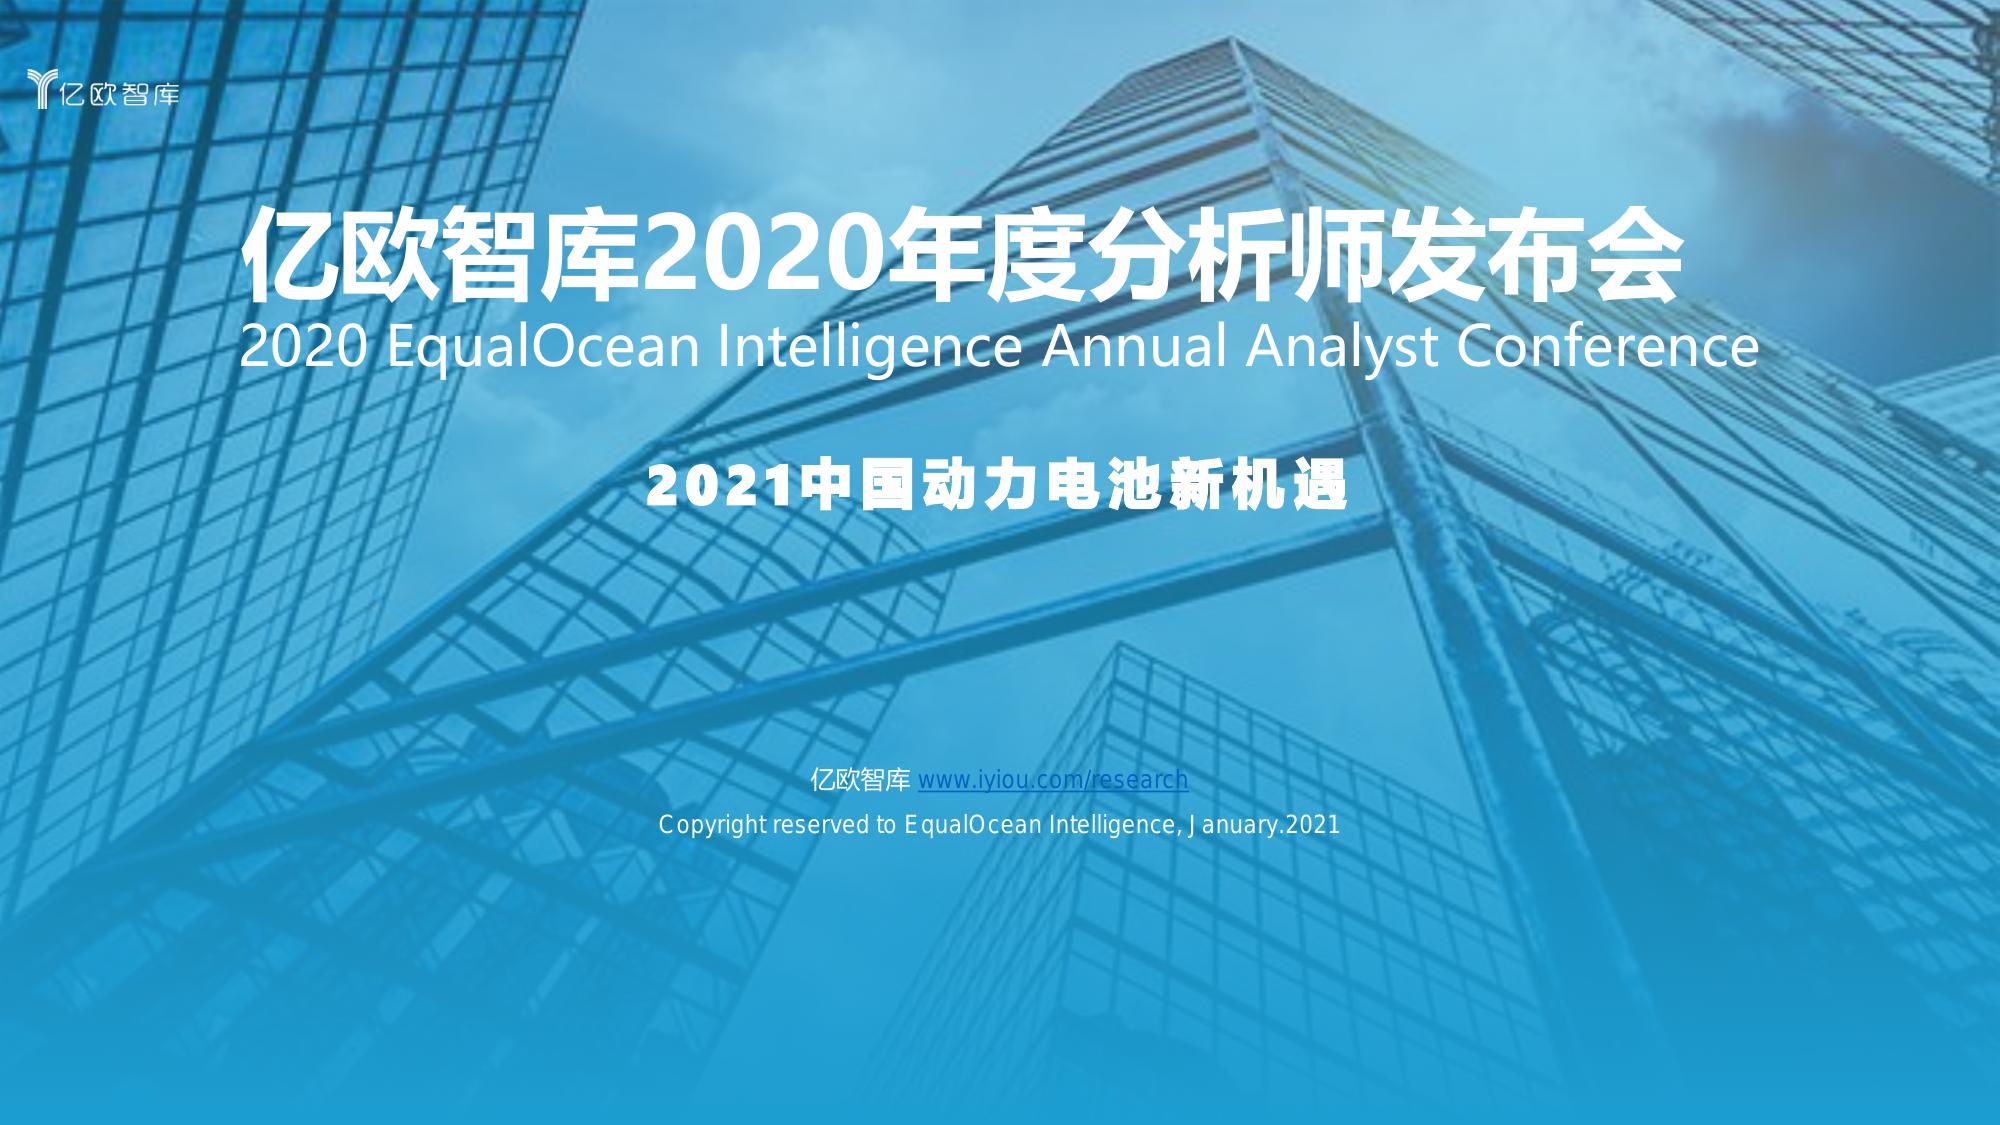 亿欧智库
亿欧智库2020年度分析师发布会
2020 EqualOcean Intelligence Annual Analyst Conference
2021中国动力电池新机遇
亿欧智库 www.iyiou.com/research
Copyright reserved to EqualOcean Intelligence, January.2021